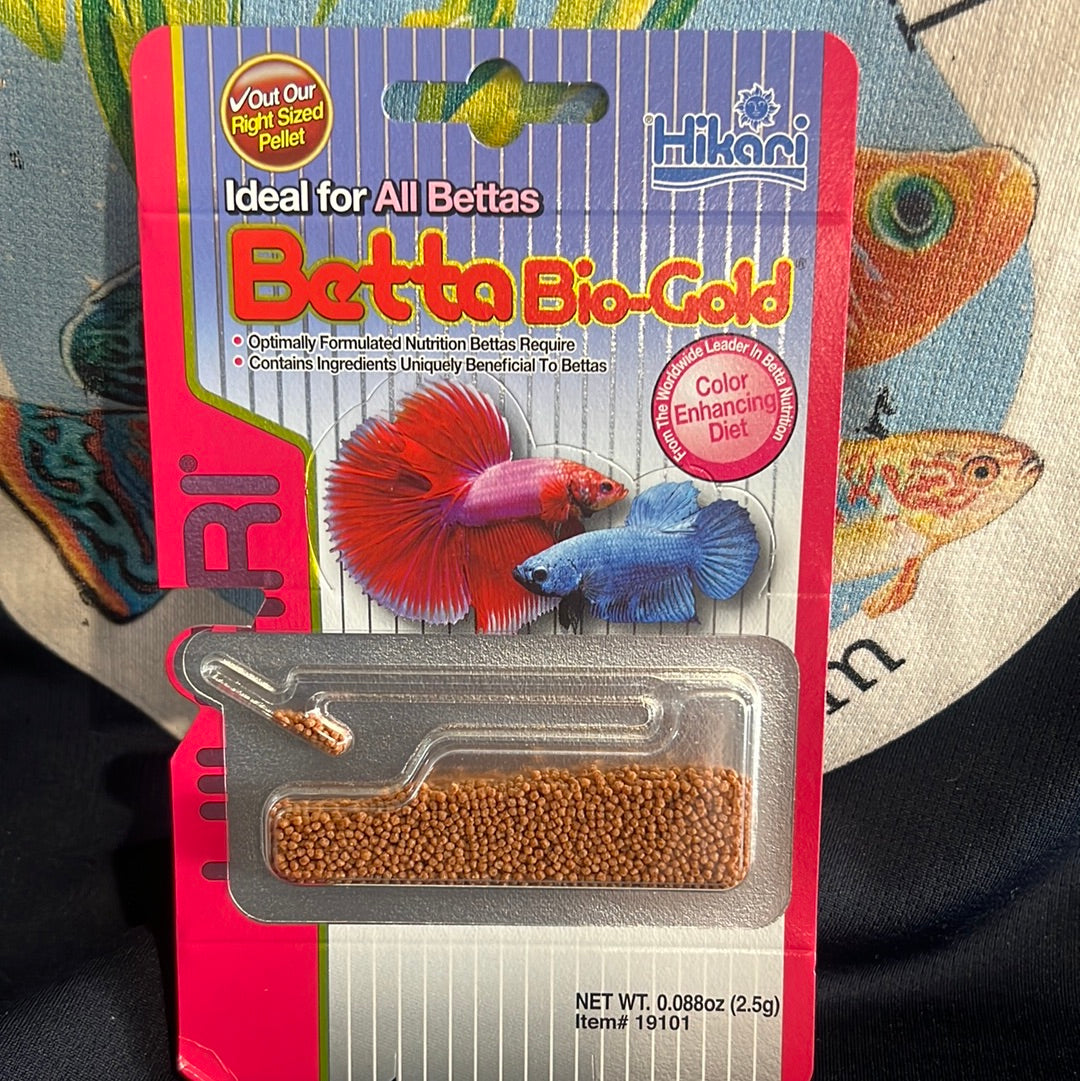 ✓Out Our
Right Sized
Pellet
Hikari
Ideal for All Bettas
Betta Bio-Gold®
• Optimally Formulated Nutrition Bettas Require
• Contains Ingredients Uniquely Beneficial To Bettas
From The Worldwide Leader In Betta Nutrition
Color
Enhancing
Diet
NET WT. 0.088oz (2.5g)
Item# 19101